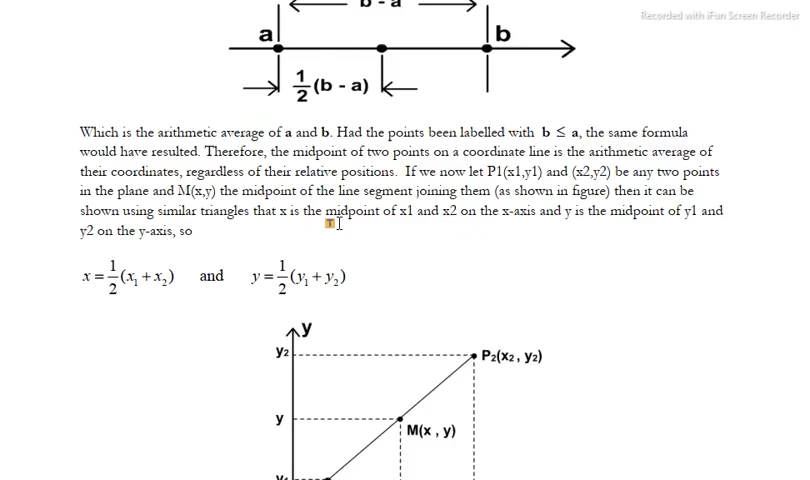 Recorded with iFun Screen Recorder
b - a
a
b
1/2 (b - a)
Which is the arithmetic average of a and b. Had the points been labelled with b ≤ a, the same formula
would have resulted. Therefore, the midpoint of two points on a coordinate line is the arithmetic average of
their coordinates, regardless of their relative positions. If we now let P1(x1,y1) and (x2,y2) be any two points
in the plane and M(x,y) the midpoint of the line segment joining them (as shown in figure) then it can be
shown using similar triangles that x is the midpoint of x1 and x2 on the x-axis and y is the midpoint of y1 and
T
y2 on the y-axis, so
x = 1/2 (x₁ + x₂) and y = 1/2 (y₁ + y₂)
y
y₂
P₂(x₂ , y₂)
y
M(x , y)